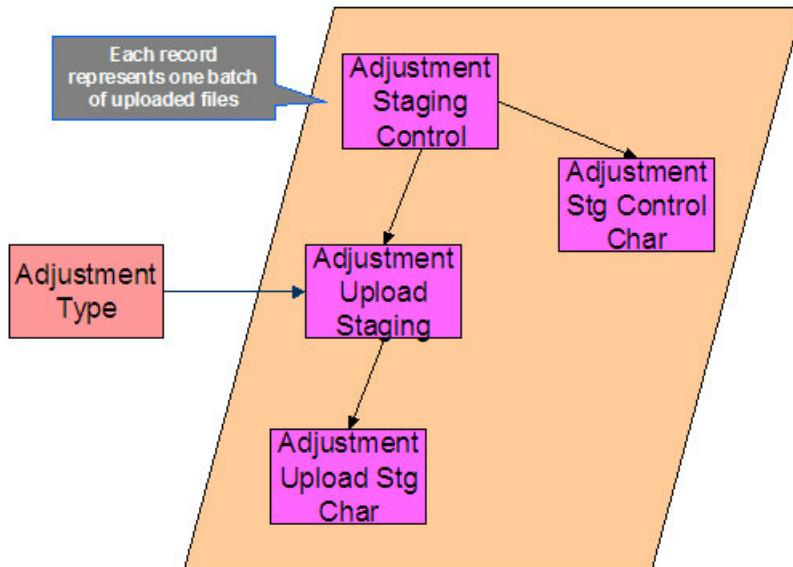 Each record
represents one batch
of uploaded files
Adjustment
Staging
Control
Adjustment
Stg Control
Char
Adjustment
Type
Adjustment
Upload
Staging
Adjustment
Upload Stg
Char